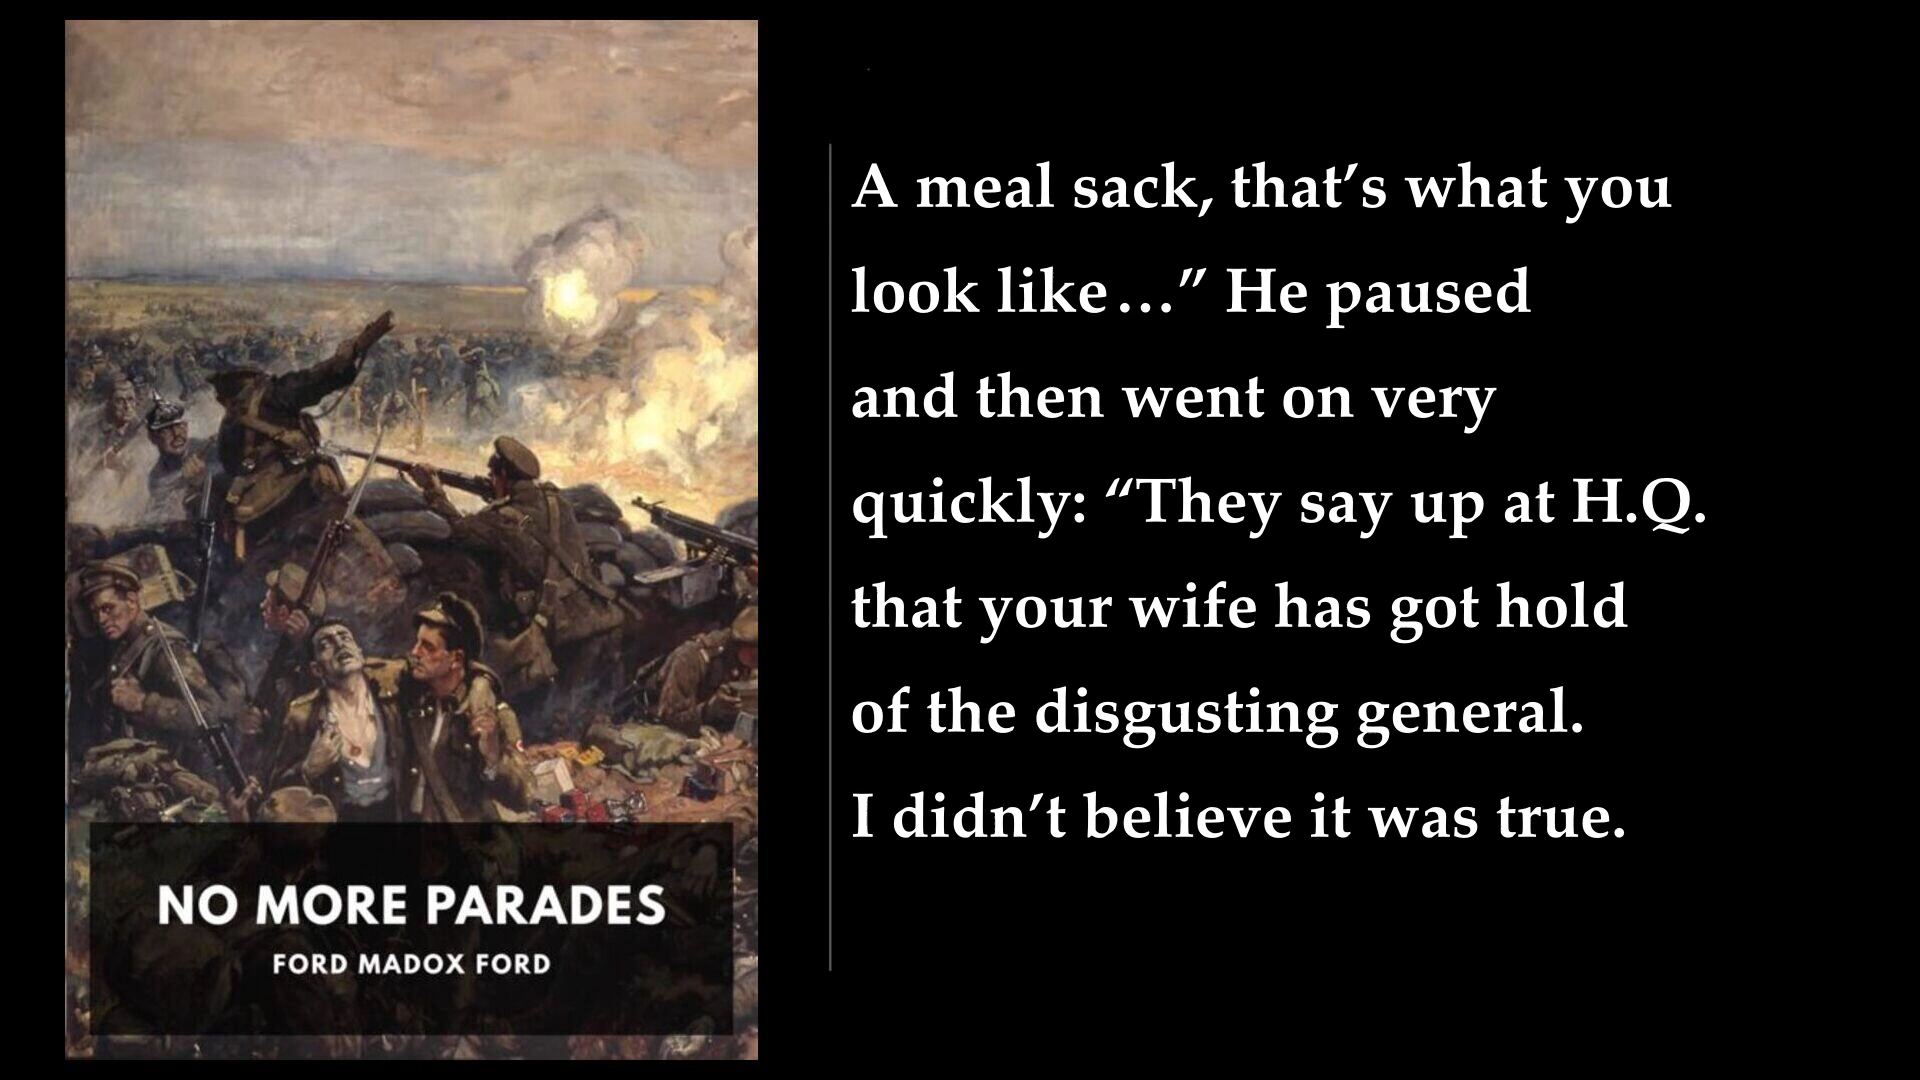 NO MORE PARADES
FORD MADOX FORD
A meal sack, that’s what you
look like…” He paused
and then went on very
quickly: “They say up at H.Q.
that your wife has got hold
of the disgusting general.
I didn’t believe it was true.